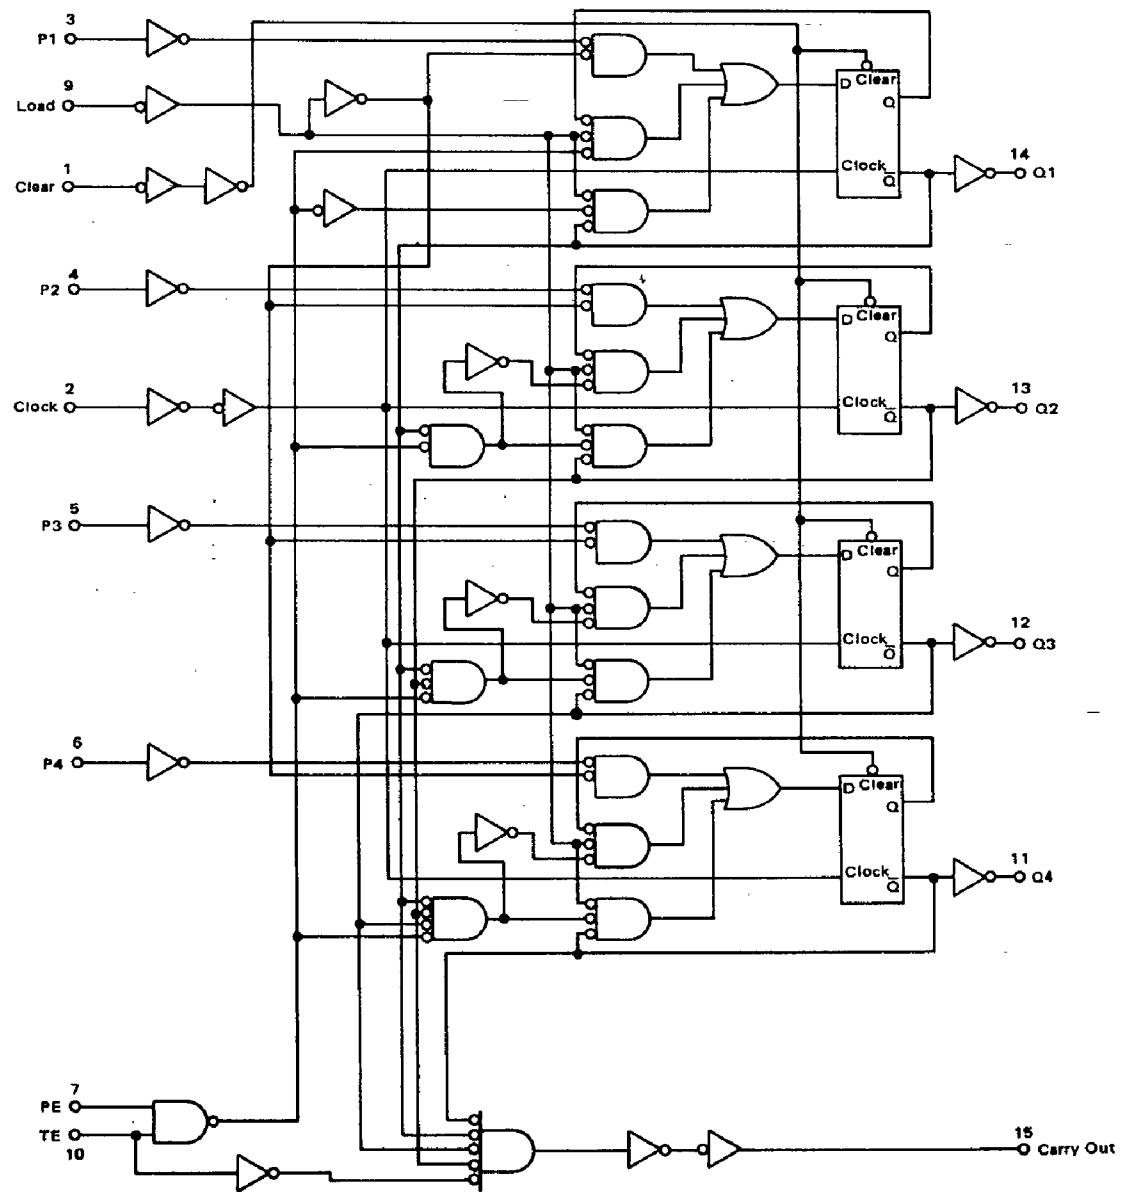 3
P1
9
Load
1
Clear
D Clear
Q
Clock
Q̅
14
Q1
4
P2
D Clear
Q
2
Clock
Clock
Q̅
13
Q2
5
P3
D Clear
Q
Clock
Q̅
12
Q3
6
P4
D Clear
Q
Clock
Q̅
11
Q4
7
PE
TE
10
15
Carry Out